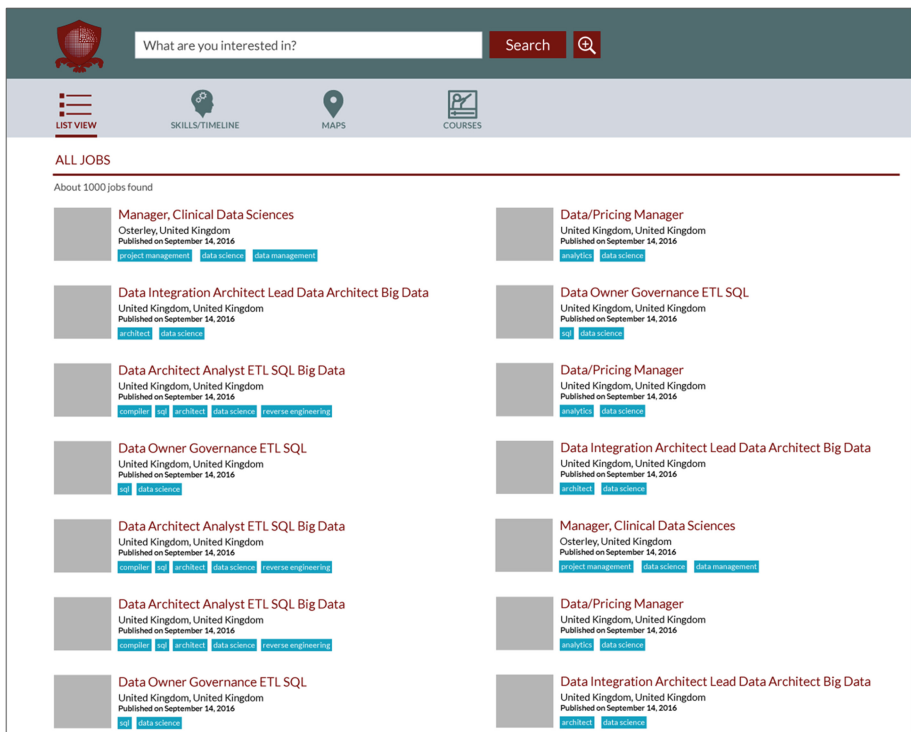 What are you interested in?
Search
LIST VIEW
SKILLS/TIMELINE
MAPS
COURSES
ALL JOBS
About 1000 jobs found
Manager, Clinical Data Sciences
Osterley, United Kingdom
Published on September 14, 2016
project management data science data management
Data Integration Architect Lead Data Architect Big Data
United Kingdom, United Kingdom
Published on September 14, 2016
architect data science
Data Architect Analyst ETL SQL Big Data
United Kingdom, United Kingdom
Published on September 14, 2016
compiler sql architect data science reverse engineering
Data Owner Governance ETL SQL
United Kingdom, United Kingdom
Published on September 14, 2016
sql data science
Data Architect Analyst ETL SQL Big Data
United Kingdom, United Kingdom
Published on September 14, 2016
compiler sql architect data science reverse engineering
Data Architect Analyst ETL SQL Big Data
United Kingdom, United Kingdom
Published on September 14, 2016
compiler sql architect data science reverse engineering
Data Owner Governance ETL SQL
United Kingdom, United Kingdom
Published on September 14, 2016
sql data science
Data/Pricing Manager
United Kingdom, United Kingdom
Published on September 14, 2016
analytics data science
Data Owner Governance ETL SQL
United Kingdom, United Kingdom
Published on September 14, 2016
sql data science
Data/Pricing Manager
United Kingdom, United Kingdom
Published on September 14, 2016
analytics data science
Data Integration Architect Lead Data Architect Big Data
United Kingdom, United Kingdom
Published on September 14, 2016
architect data science
Manager, Clinical Data Sciences
Osterley, United Kingdom
Published on September 14, 2016
project management data science data management
Data/Pricing Manager
United Kingdom, United Kingdom
Published on September 14, 2016
analytics data science
Data Integration Architect Lead Data Architect Big Data
United Kingdom, United Kingdom
Published on September 14, 2016
architect data science